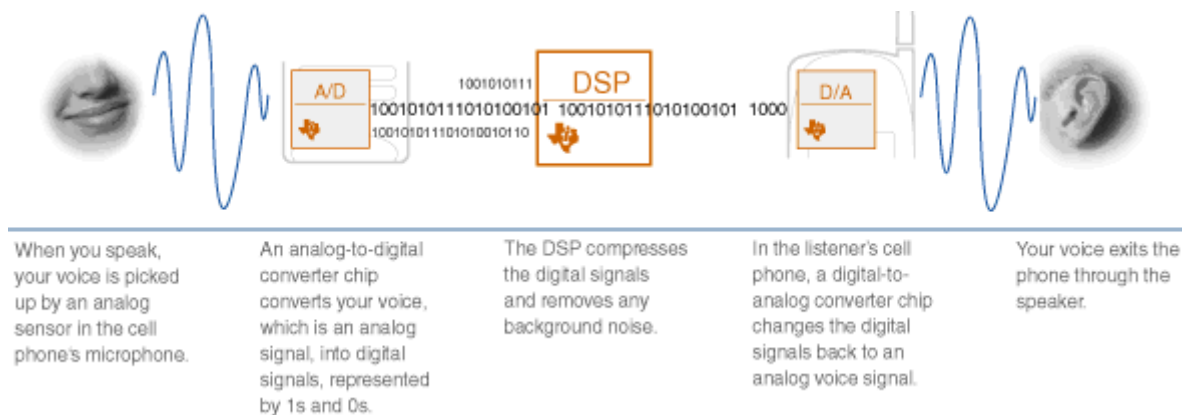 A/D
1001010111
10010101110101001​01
10010101110101001​0110
DSP
10010101110101001​01
1000
D/A
When you speak,
your voice is picked
up by an analog
sensor in the cell
phone's microphone.
An analog-to-digital
converter chip
converts your voice,
which is an analog
signal, into digital
signals, represented
by 1s and 0s.
The DSP compresses
the digital signals
and removes any
background noise.
In the listener's cell
phone, a digital-to-
analog converter chip
changes the digital
signals back to an
analog voice signal.
Your voice exits the
phone through the
speaker.